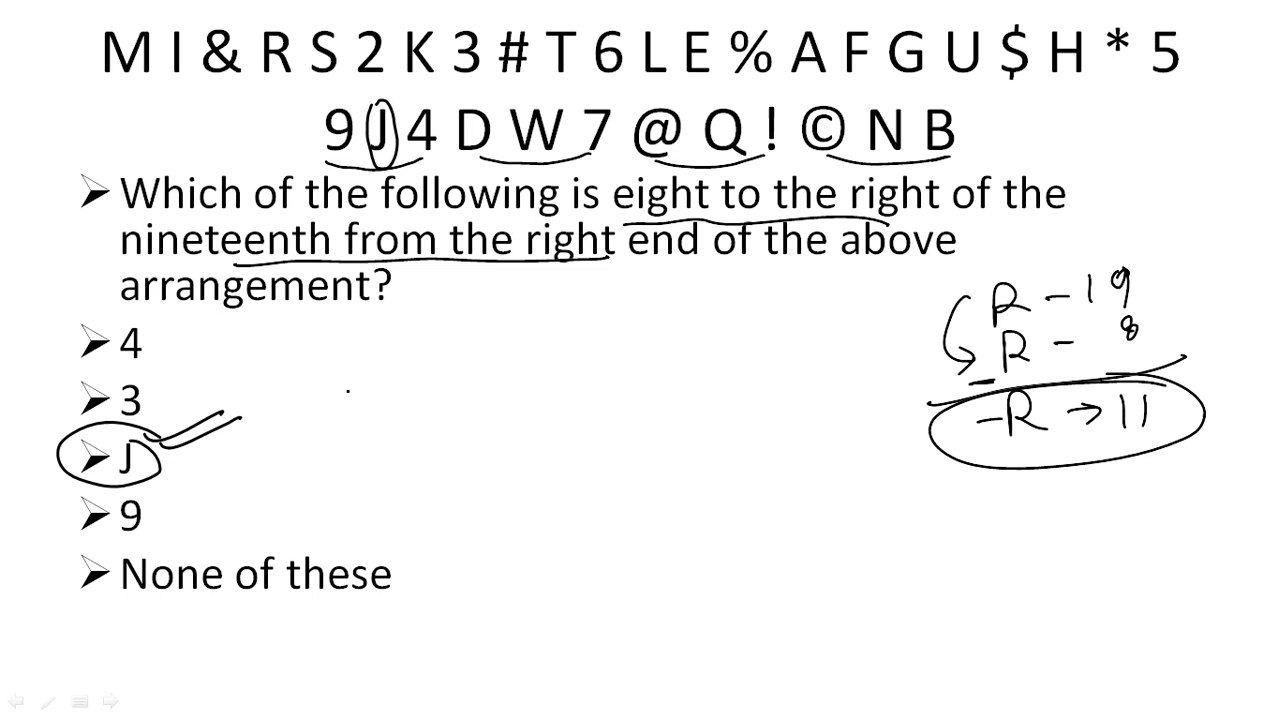 M I & R S 2 K 3 # T 6 L E % A F G U $ H * 5
9 J 4 D W 7 @ Q ! © N B
Which of the following is eight to the right of the
nineteenth from the right end of the above
arrangement?
4
3
J
9
None of these
R - 19
R - 8
- R → 11